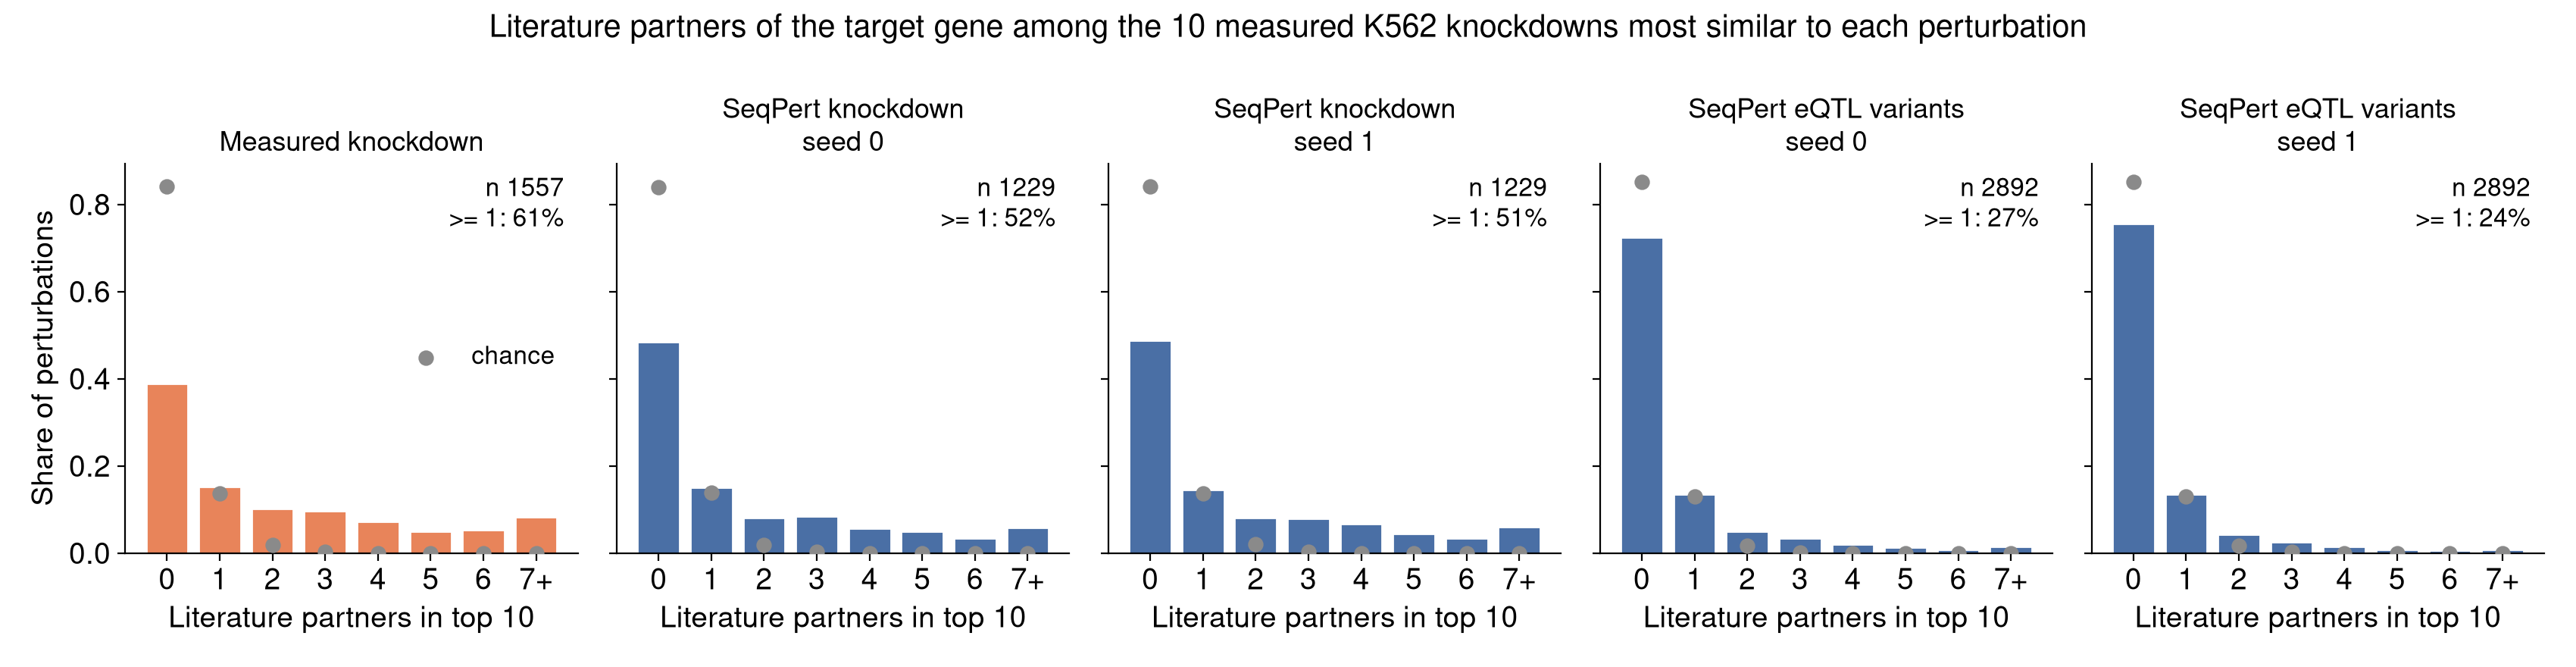 Literature partners of the target gene among the 10 measured K562 knockdowns most similar to each perturbation
Measured knockdown
n 1557
>= 1: 61%
chance
Share of perturbations
0.8
0.6
0.4
0.2
0.0
0 1 2 3 4 5 6 7+
Literature partners in top 10
SeqPert knockdown
seed 0
n 1229
>= 1: 52%
0 1 2 3 4 5 6 7+
Literature partners in top 10
SeqPert knockdown
seed 1
n 1229
>= 1: 51%
0 1 2 3 4 5 6 7+
Literature partners in top 10
SeqPert eQTL variants
seed 0
n 2892
>= 1: 27%
0 1 2 3 4 5 6 7+
Literature partners in top 10
SeqPert eQTL variants
seed 1
n 2892
>= 1: 24%
0 1 2 3 4 5 6 7+
Literature partners in top 10